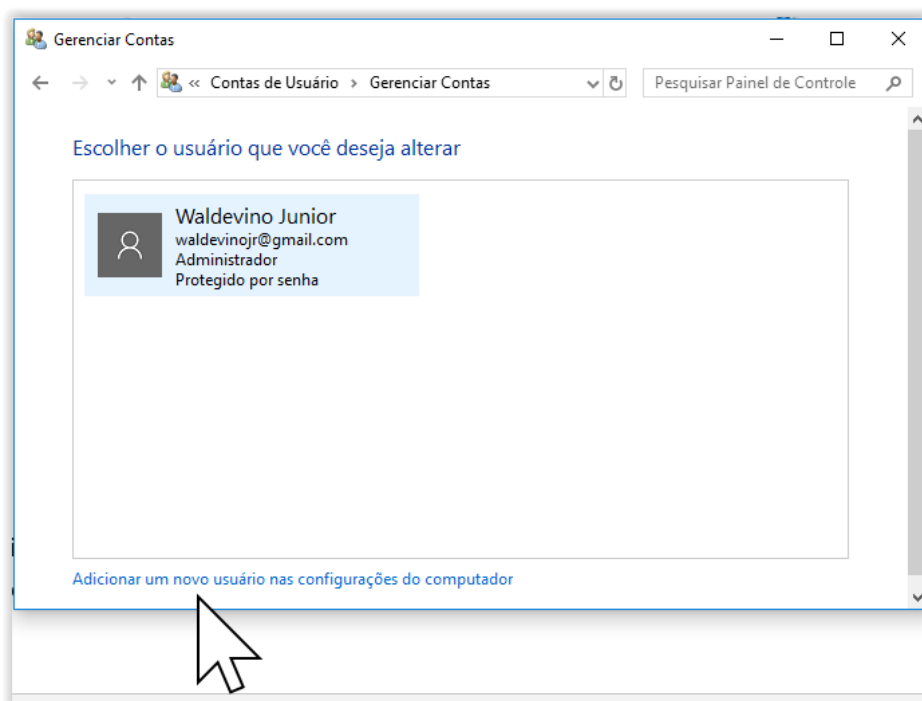 Gerenciar Contas
« Contas de Usuário › Gerenciar Contas
Pesquisar Painel de Controle
Escolher o usuário que você deseja alterar
Waldevino Junior
waldevinojr@gmail.com
Administrador
Protegido por senha
Adicionar um novo usuário nas configurações do computador